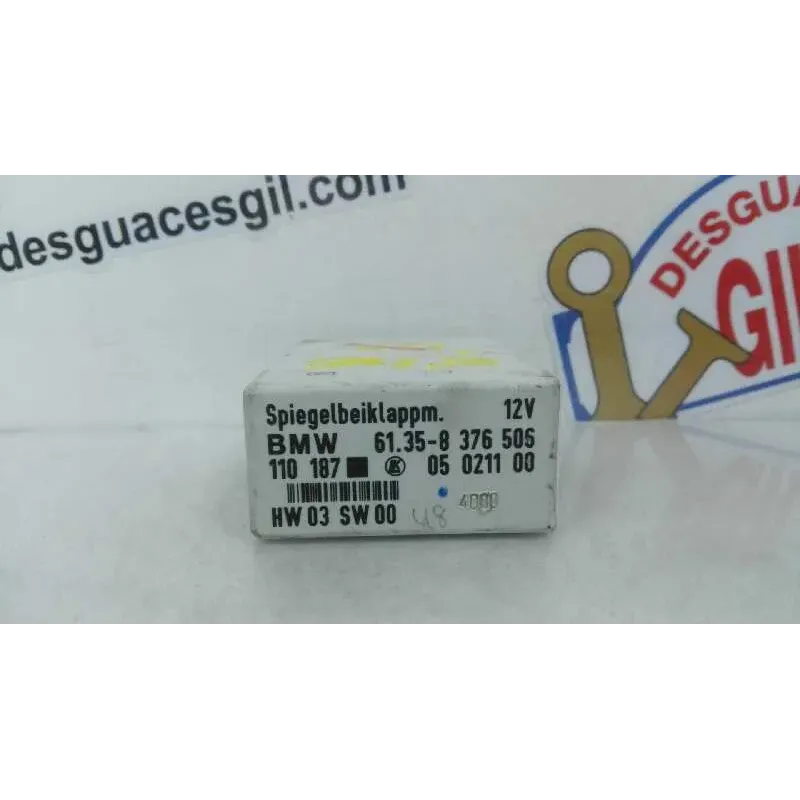 desguacesgil.com
DESGUA
GI
Spiegelbeiklappm. 12V
BMW 61.35-8 376 506
110 187 05 0211 00
HW 03 SW 00 48 4000